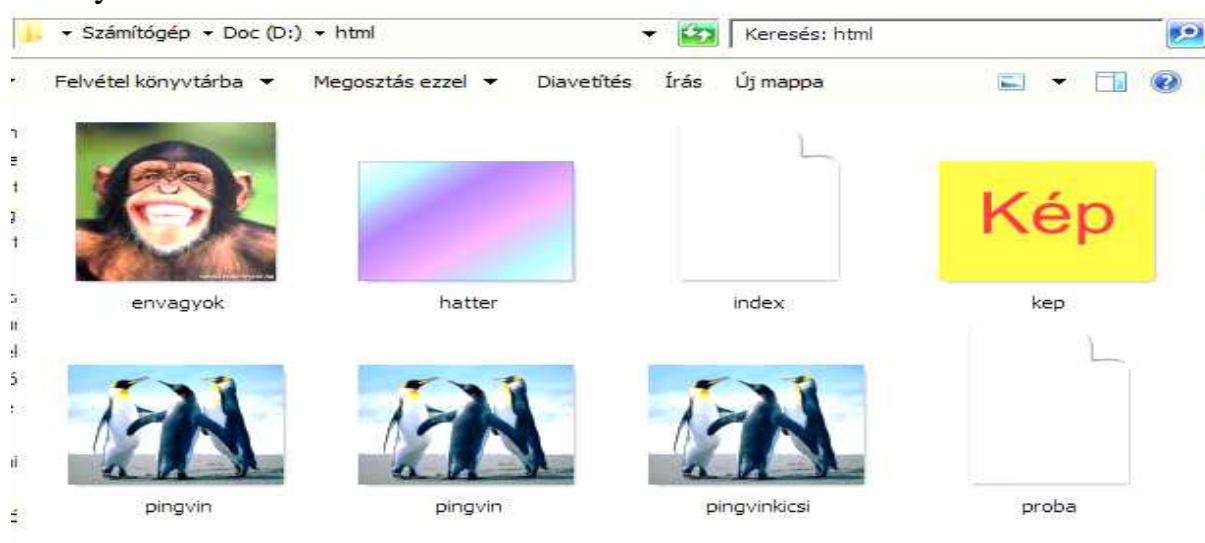 Számítógép Doc (D:) html Keresés: html
Felvétel könyvtárba Megosztás ezzel Diavetítés Írás Új mappa
envagyok hatter index kep
Kép
pingvin pingvin pingvinkicsi proba